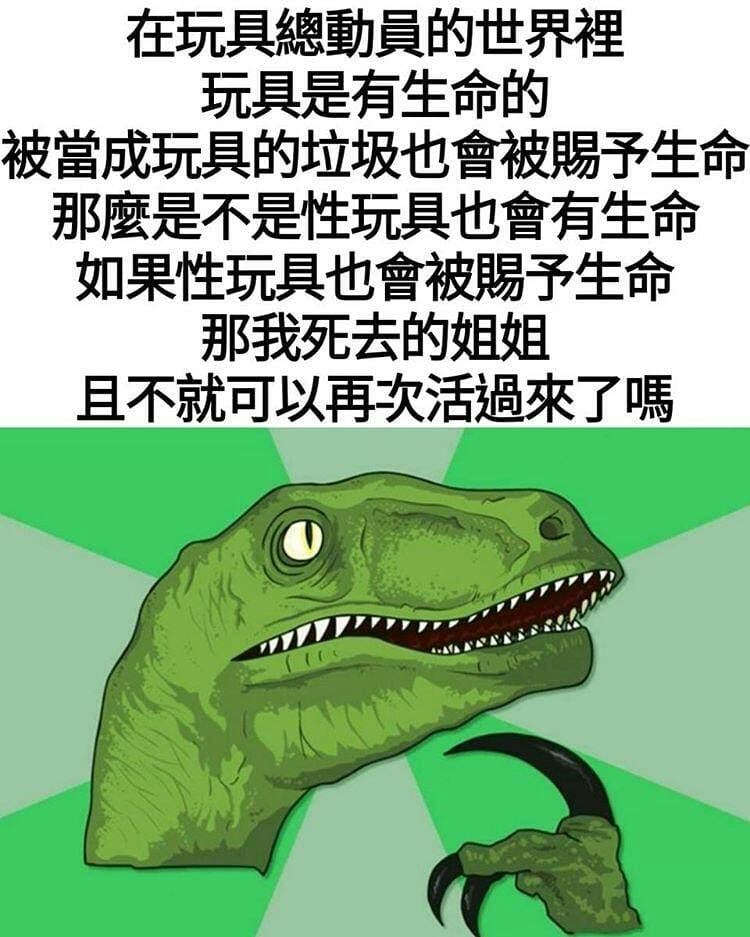 在玩具總動員的世界裡
玩具是有生命的
被當成玩具的垃圾也會被賜予生命
那麼是不是性玩具也會有生命
如果性玩具也會被賜予生命
那我死去的姐姐
且不就可以再次活過來了嗎